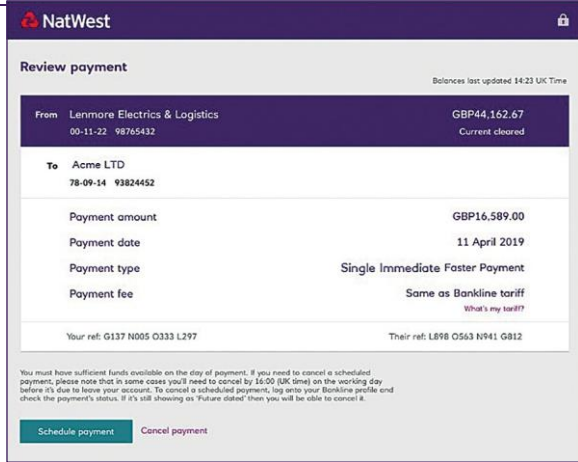 NatWest
Review payment
Balances last updated 14:23 UK Time
From Lenmore Electrics & Logistics GBP44,162.67
00-11-22 98765432 Current cleared
To Acme LTD
78-09-14 93824452
Payment amount GBP16,589.00
Payment date 11 April 2019
Payment type Single Immediate Faster Payment
Payment fee Same as Bankline tariff
What's my tariff?
Your ref: G137 N005 O333 L297 Their ref: L898 O563 N941 G812
You must have sufficient funds available on the day of payment. If you need to cancel a scheduled
payment, please note that in some cases you'll need to cancel by 16:00 (UK time) on the working day
before it's due to leave your account. To cancel a scheduled payment, log onto your Bankline profile and
check the payment's status. If it's still showing as 'Future dated' then you will be able to cancel it.
Schedule payment Cancel payment